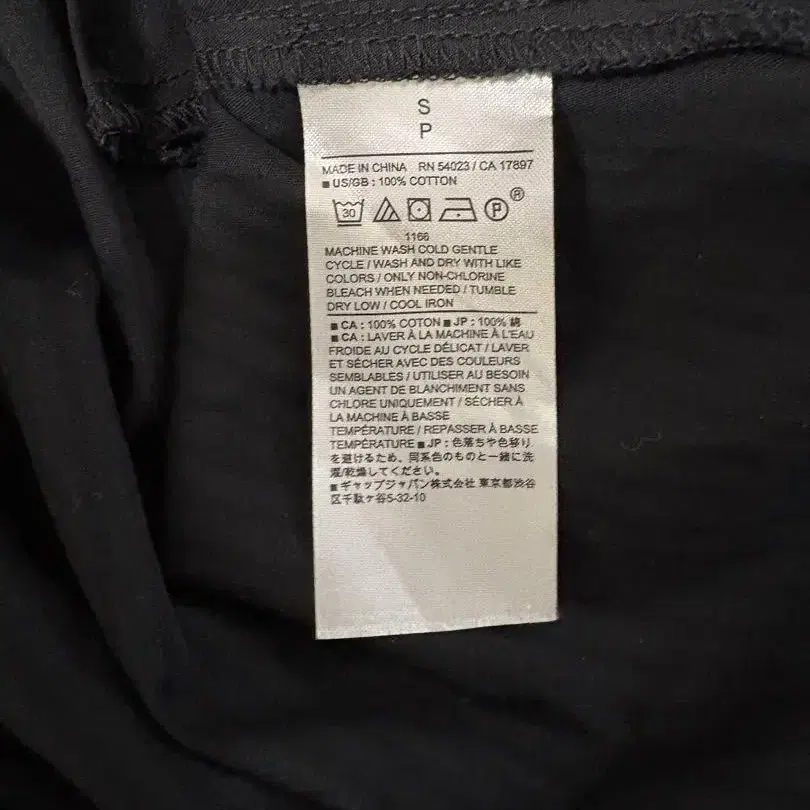 S
P
MADE IN CHINA RN 54023 / CA 17897
■ US/GB : 100% COTTON
30 P ®
1166
MACHINE WASH COLD GENTLE
CYCLE / WASH AND DRY WITH LIKE
COLORS / ONLY NON-CHLORINE
BLEACH WHEN NEEDED / TUMBLE
DRY LOW / COOL IRON
■ CA : 100% COTON ■ JP : 100% 綿
■ CA : LAVER À LA MACHINE À L'EAU
FROIDE AU CYCLE DÉLICAT / LAVER
ET SÉCHER AVEC DES COULEURS
SEMBLABLES / UTILISER AU BESOIN
UN AGENT DE BLANCHIMENT SANS
CHLORE UNIQUEMENT / SÉCHER À
LA MACHINE À BASSE
TEMPÉRATURE / REPASSER À BASSE
TEMPÉRATURE ■ JP : 色落ちや色移り
を避けるため、同系色のものと一緒に洗
濯/乾燥してください。
■ ギャップジャパン株式会社 東京都渋谷
区千駄ヶ谷5-32-10